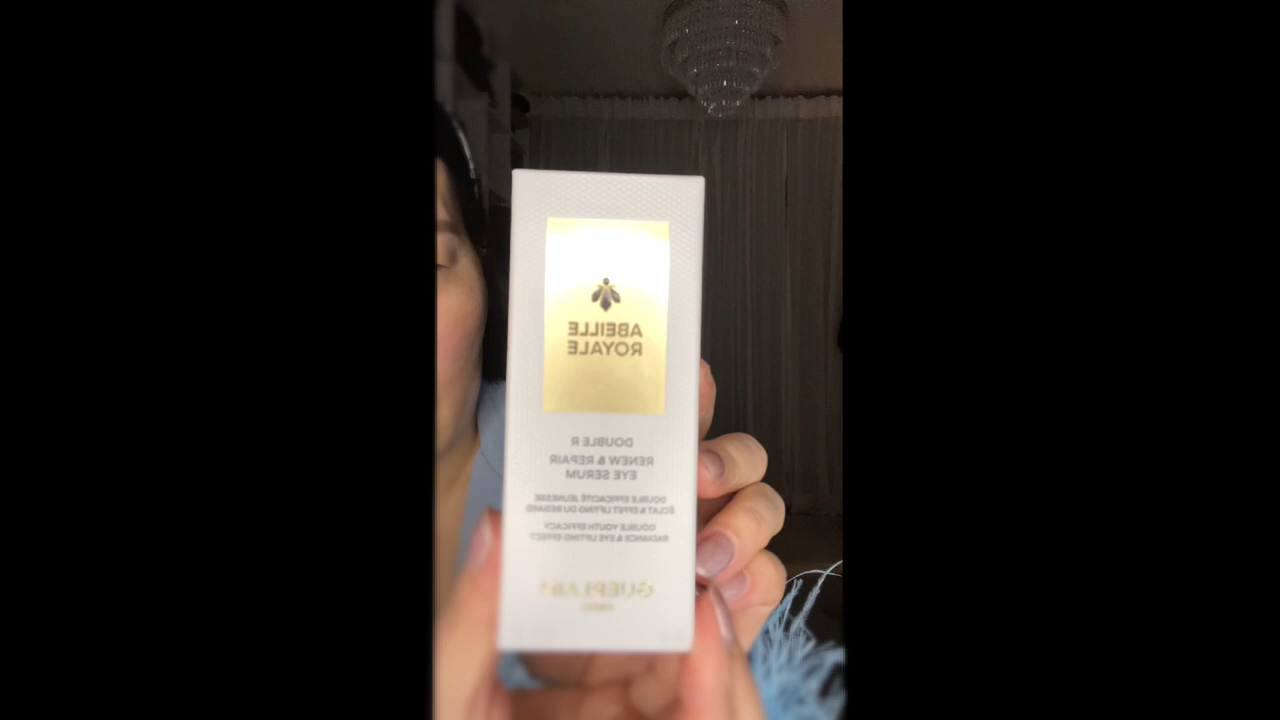 ABEILLE
ROYALE
DOUBLE R
RENEW & REPAIR
EYE SERUM
DOUBLE EFFICACITÉ JEUNESSE
ÉCLAT & EFFET LIFTING DU REGARD
DOUBLE YOUTH EFFICACY
RADIANCE & EYE LIFTING EFFECT
GUERLAIN
PARIS